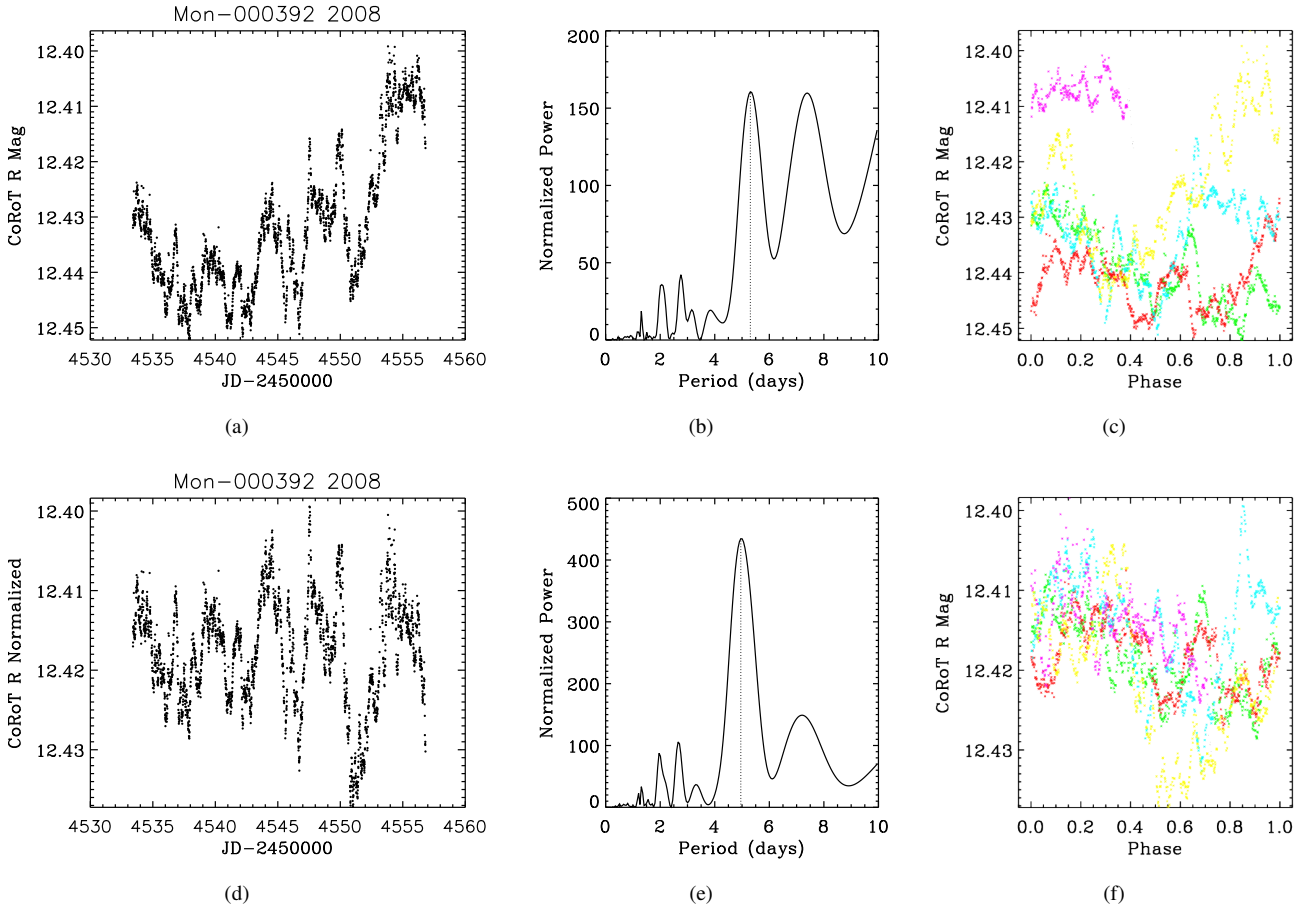 Mon-000392 2008
CoRoT R Mag
12.40
12.41
12.42
12.43
12.44
12.45
4530 4535 4540 4545 4550 4555 4560
JD-2450000
(a)
Normalized Power
200
150
100
50
0
0 2 4 6 8 10
Period (days)
(b)
CoRoT R Mag
12.40
12.41
12.42
12.43
12.44
12.45
0.0 0.2 0.4 0.6 0.8 1.0
Phase
(c)
Mon-000392 2008
CoRoT R Normalized
12.40
12.41
12.42
12.43
4530 4535 4540 4545 4550 4555 4560
JD-2450000
(d)
Normalized Power
500
400
300
200
100
0
0 2 4 6 8 10
Period (days)
(e)
CoRoT R Mag
12.40
12.41
12.42
12.43
0.0 0.2 0.4 0.6 0.8 1.0
Phase
(f)